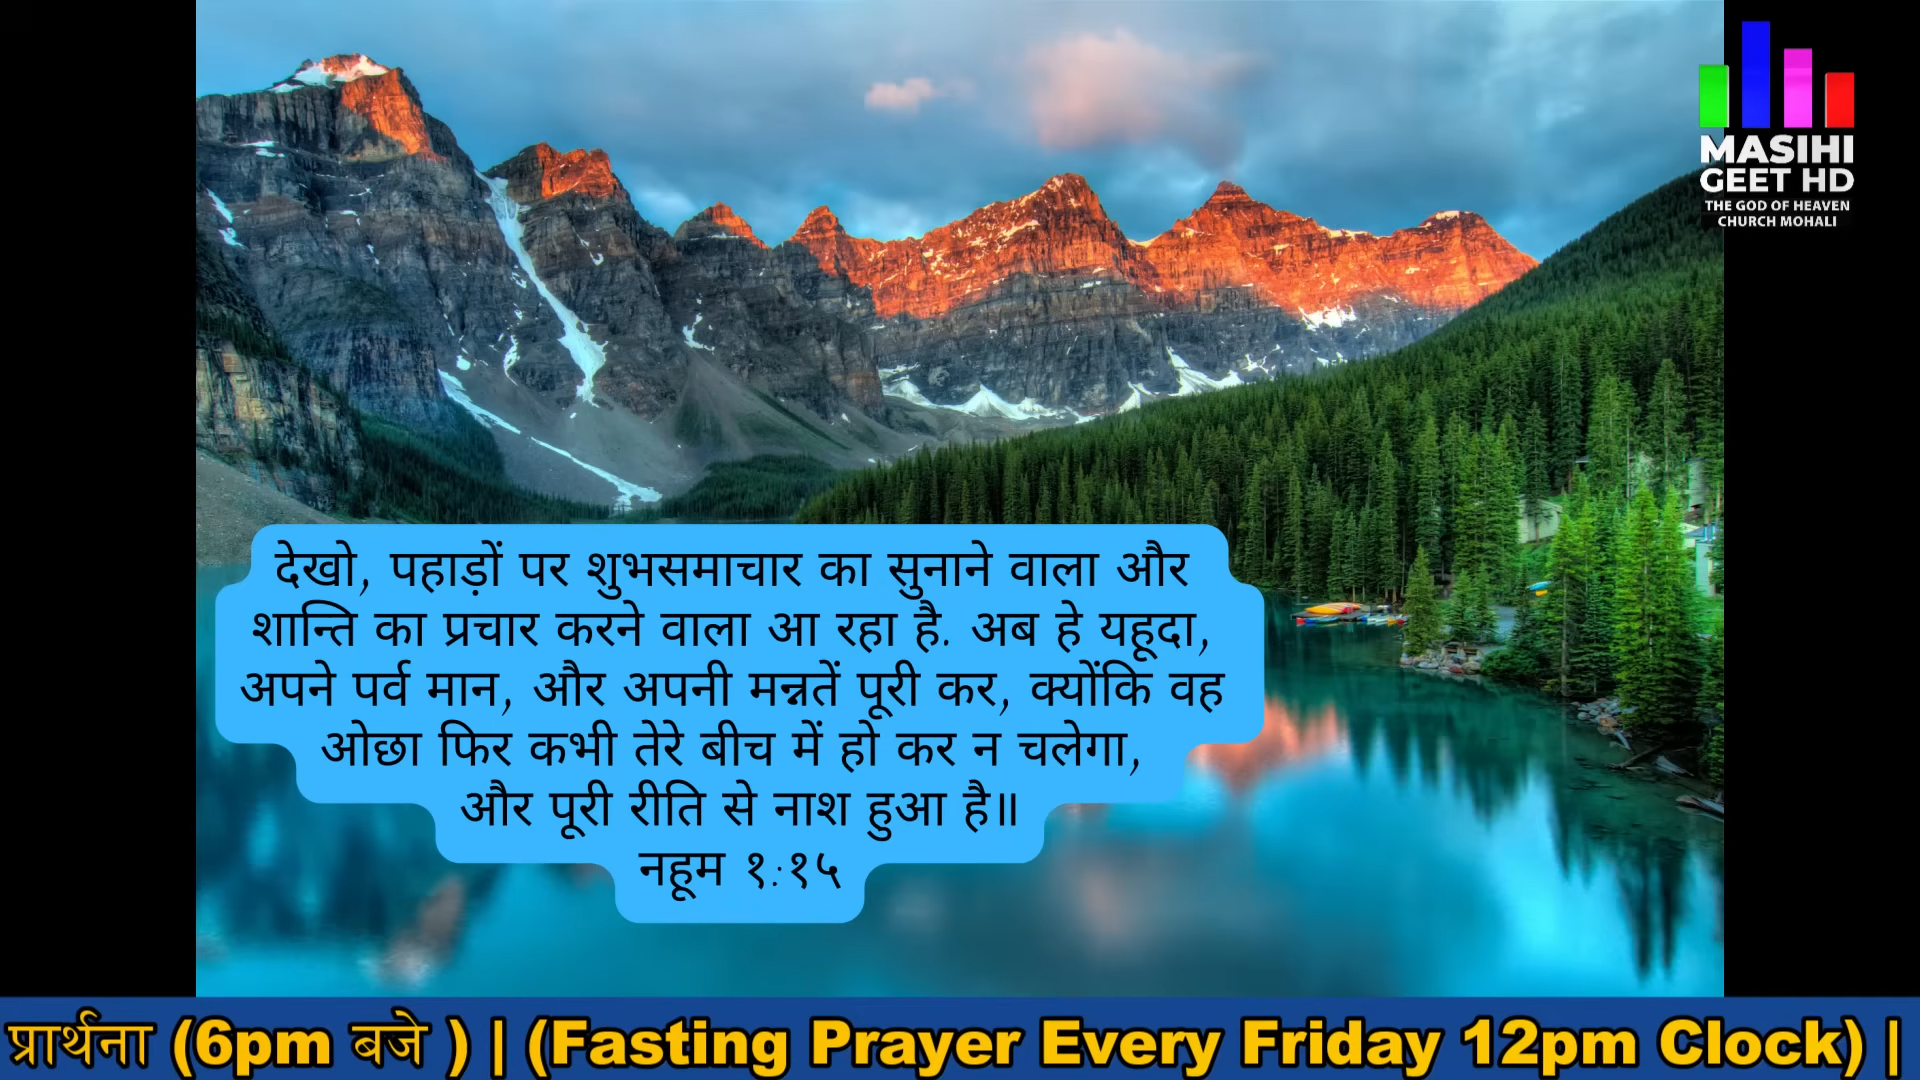 MASIHI
GEET HD
THE GOD OF HEAVEN
CHURCH MOHALI
देखो, पहाड़ों पर शुभसमाचार का सुनाने वाला और
शान्ति का प्रचार करने वाला आ रहा है. अब हे यहूदा,
अपने पर्व मान, और अपनी मन्नतें पूरी कर, क्योंकि वह
ओछा फिर कभी तेरे बीच में हो कर न चलेगा,
और पूरी रीति से नाश हुआ है॥
नहूम १:१५
प्रार्थना (6pm बजे ) | (Fasting Prayer Every Friday 12pm Clock) |